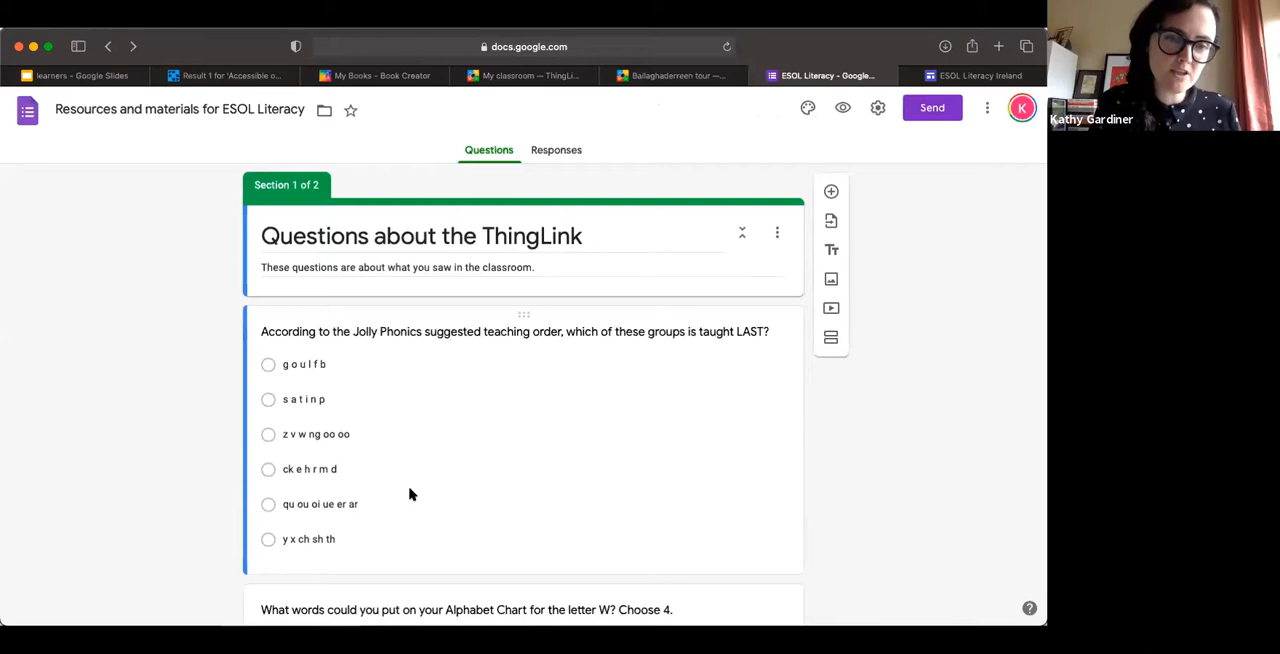 docs.google.com
learners - Google Slides
Result 1 for 'Accessible o...
My Books - Book Creator
My classroom — ThingLi...
Ballaghaderreen tour —...
ESOL Literacy - Google...
ESOL Literacy Ireland
Resources and materials for ESOL Literacy
Send
K
Kathy Gardiner
Questions
Responses
Section 1 of 2
Questions about the ThingLink
These questions are about what you saw in the classroom.
Tт
According to the Jolly Phonics suggested teaching order, which of these groups is taught LAST?
g o u l f b
s a t i n p
z v w ng oo oo
ck e h r m d
qu ou oi ue er ar
y x ch sh th
What words could you put on your Alphabet Chart for the letter W? Choose 4.